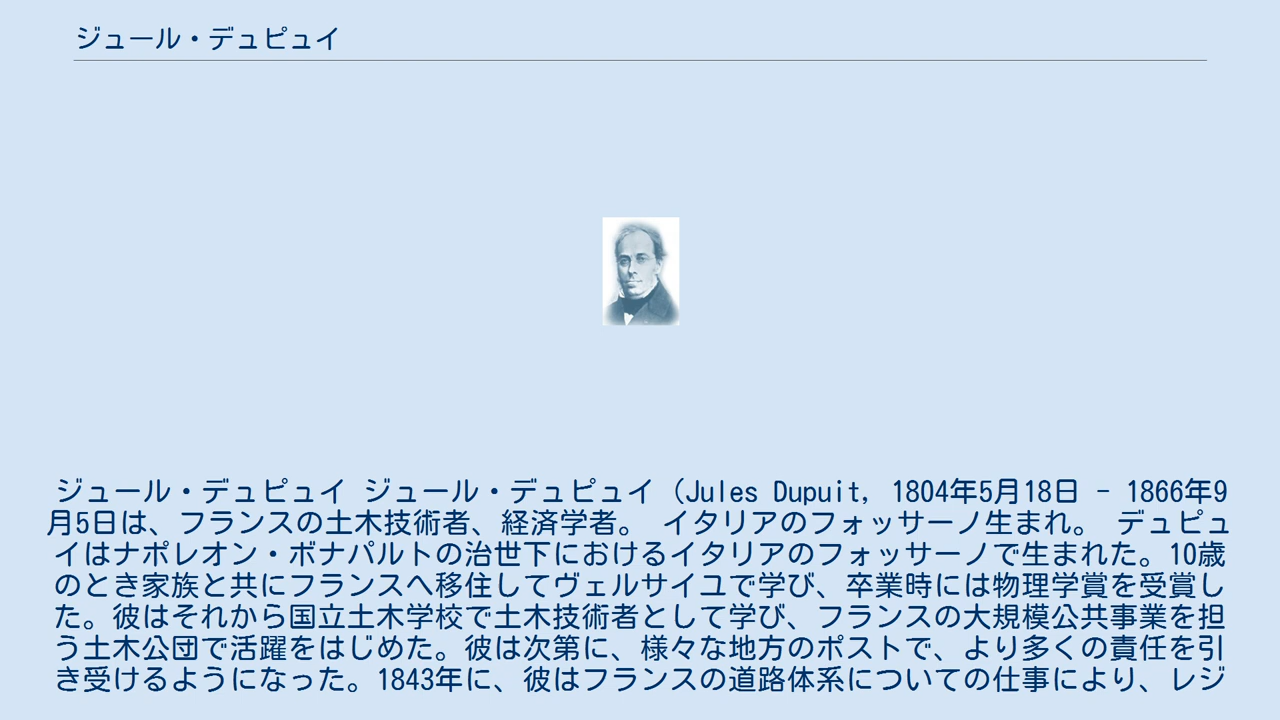 ジュール・デュピュイ
ジュール・デュピュイ ジュール・デュピュイ（Jules Dupuit, 1804年5月18日 - 1866年9
月5日は、フランスの土木技術者、経済学者。 イタリアのフォッサーノ生まれ。 デュピュ
イはナポレオン・ボナパルトの治世下におけるイタリアのフォッサーノで生まれた。10歳
のとき家族と共にフランスへ移住してヴェルサイユで学び、卒業時には物理学賞を受賞し
た。彼はそれから国立土木学校で土木技術者として学び、フランスの大規模公共事業を担
う土木公団で活躍をはじめた。彼は次第に、様々な地方のポストで、より多くの責任を引
き受けるようになった。1843年に、彼はフランスの道路体系についての仕事により、レジ